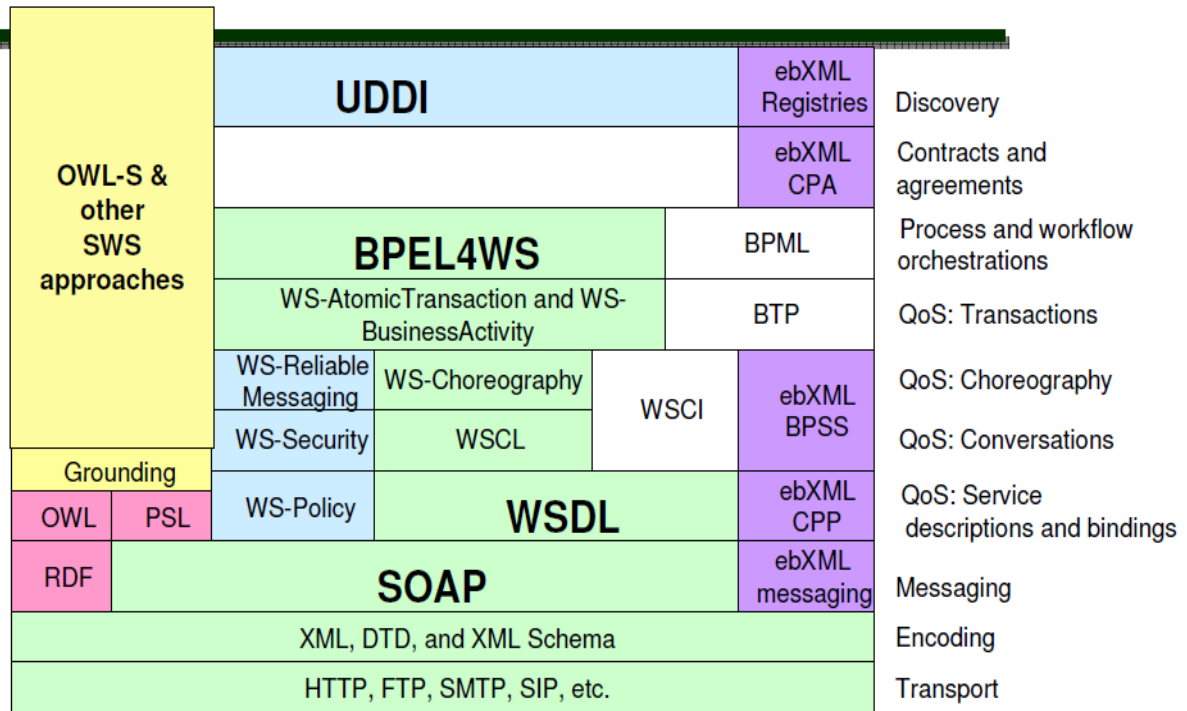 OWL-S &
other
SWS
approaches
UDDI
ebXML
Registries
Discovery
ebXML
CPA
Contracts and
agreements
BPEL4WS
BPML
Process and workflow
orchestrations
WS-AtomicTransaction and WS-
BusinessActivity
BTP
QoS: Transactions
WS-Reliable
Messaging
WS-Choreography
WSCI
ebXML
BPSS
QoS: Choreography
WS-Security
WSCL
QoS: Conversations
Grounding
OWL
PSL
WS-Policy
WSDL
ebXML
CPP
QoS: Service
descriptions and bindings
RDF
SOAP
ebXML
messaging
Messaging
XML, DTD, and XML Schema
Encoding
HTTP, FTP, SMTP, SIP, etc.
Transport